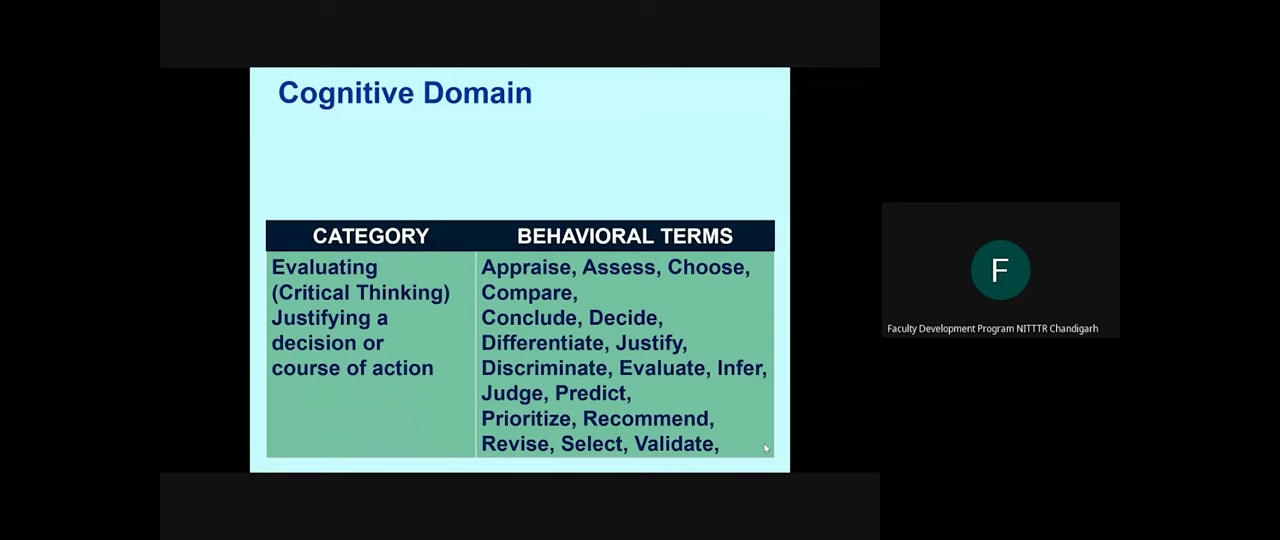 Cognitive Domain
CATEGORY
BEHAVIORAL TERMS
Evaluating
(Critical Thinking)
Justifying a
decision or
course of action
Appraise, Assess, Choose,
Compare,
Conclude, Decide,
Differentiate, Justify,
Discriminate, Evaluate, Infer,
Judge, Predict,
Prioritize, Recommend,
Revise, Select, Validate,
F
Faculty Development Program NITTTR Chandigarh